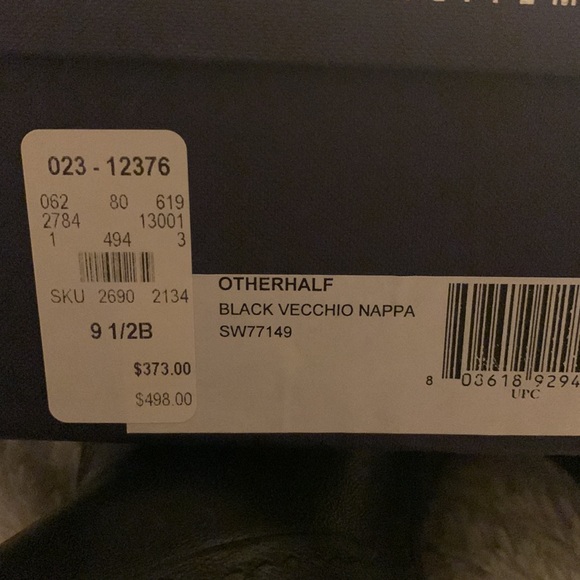 023 - 12376
062 80 619
2784 13001
1 494 3
SKU 2690 2134
9 1/2B
$373.00
$498.00
OTHERHALF
BLACK VECCHIO NAPPA
SW77149
8 03618 9294
UPC